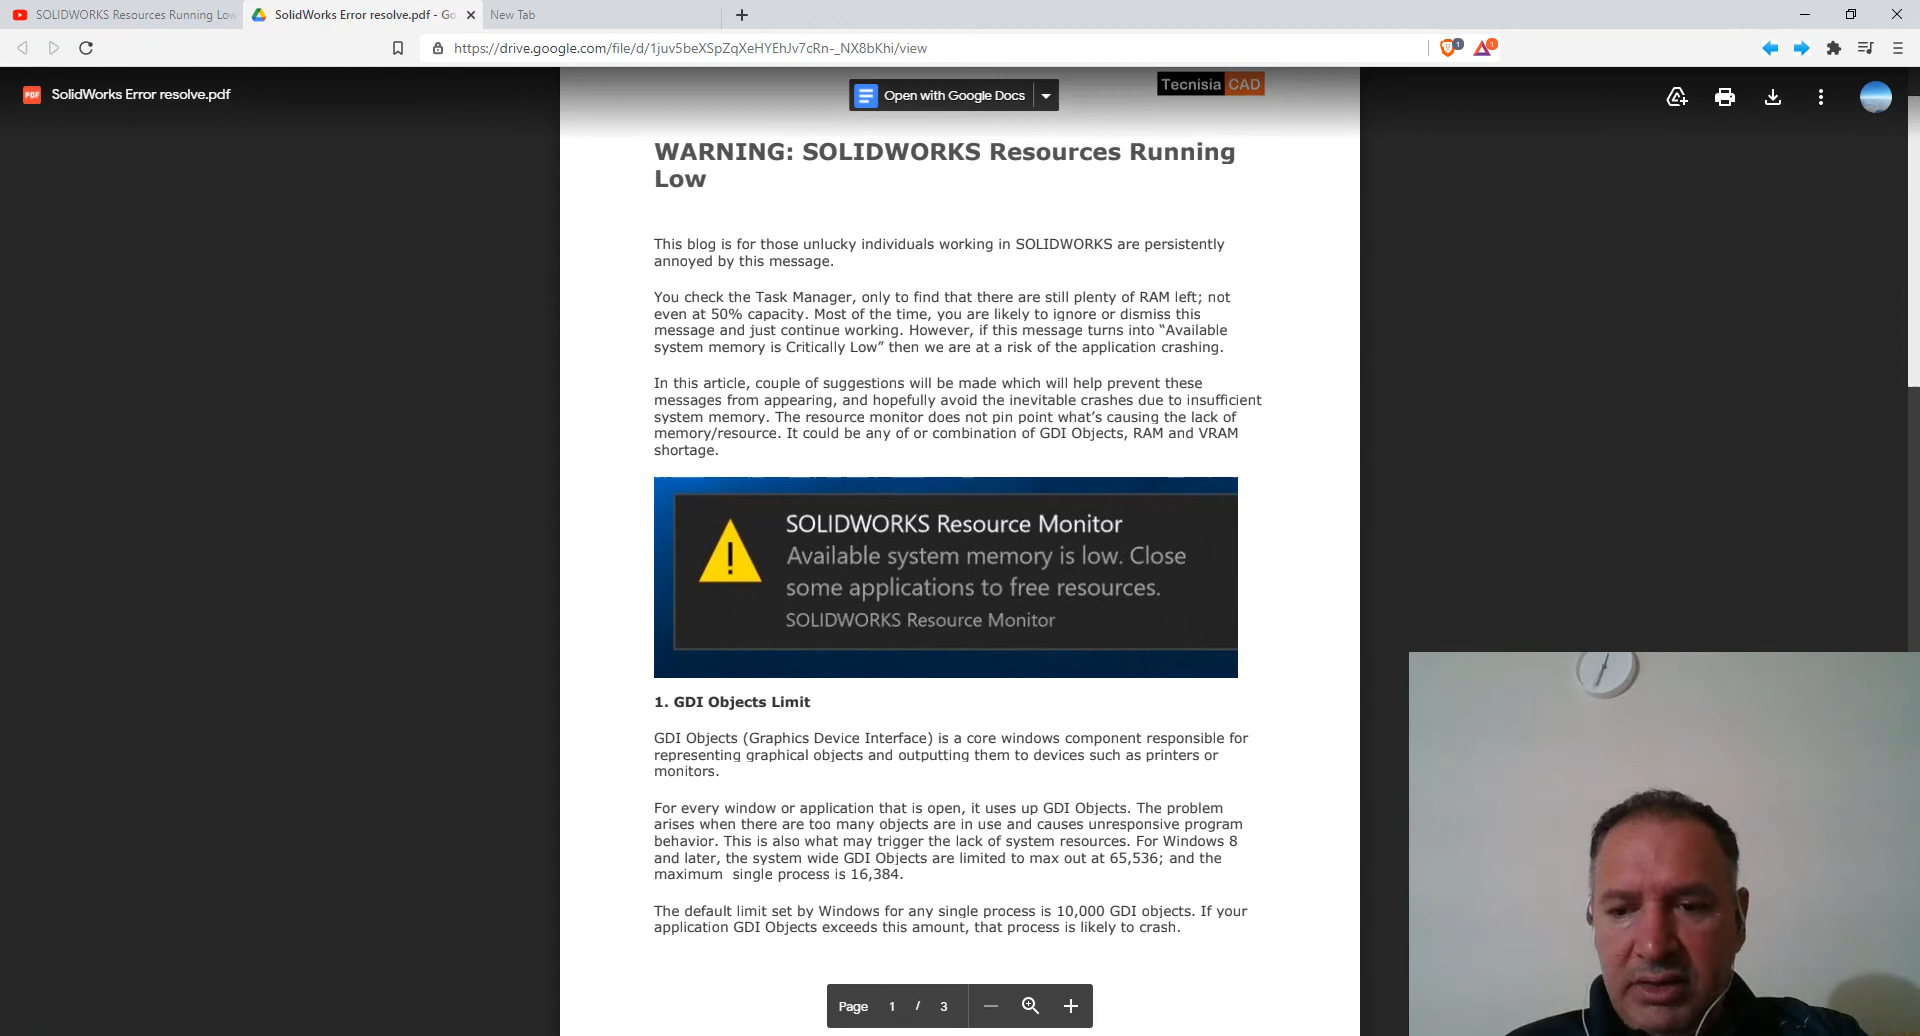 SOLIDWORKS Resources Running Low
SolidWorks Error resolve.pdf - Go
New Tab
https://drive.google.com/file/d/1juv5beXSpZqXeHYEhJv7cRn-_NX8bKhi/view
1
1
PDF
SolidWorks Error resolve.pdf
Open with Google Docs
Tecnisia CAD
WARNING: SOLIDWORKS Resources Running
Low
This blog is for those unlucky individuals working in SOLIDWORKS are persistently
annoyed by this message.
You check the Task Manager, only to find that there are still plenty of RAM left; not
even at 50% capacity. Most of the time, you are likely to ignore or dismiss this
message and just continue working. However, if this message turns into “Available
system memory is Critically Low” then we are at a risk of the application crashing.
In this article, couple of suggestions will be made which will help prevent these
messages from appearing, and hopefully avoid the inevitable crashes due to insufficient
system memory. The resource monitor does not pin point what’s causing the lack of
memory/resource. It could be any of or combination of GDI Objects, RAM and VRAM
shortage.
SOLIDWORKS Resource Monitor
Available system memory is low. Close
some applications to free resources.
SOLIDWORKS Resource Monitor
1. GDI Objects Limit
GDI Objects (Graphics Device Interface) is a core windows component responsible for
representing graphical objects and outputting them to devices such as printers or
monitors.
For every window or application that is open, it uses up GDI Objects. The problem
arises when there are too many objects are in use and causes unresponsive program
behavior. This is also what may trigger the lack of system resources. For Windows 8
and later, the system wide GDI Objects are limited to max out at 65,536; and the
maximum single process is 16,384.
The default limit set by Windows for any single process is 10,000 GDI objects. If your
application GDI Objects exceeds this amount, that process is likely to crash.
Page 1 / 3